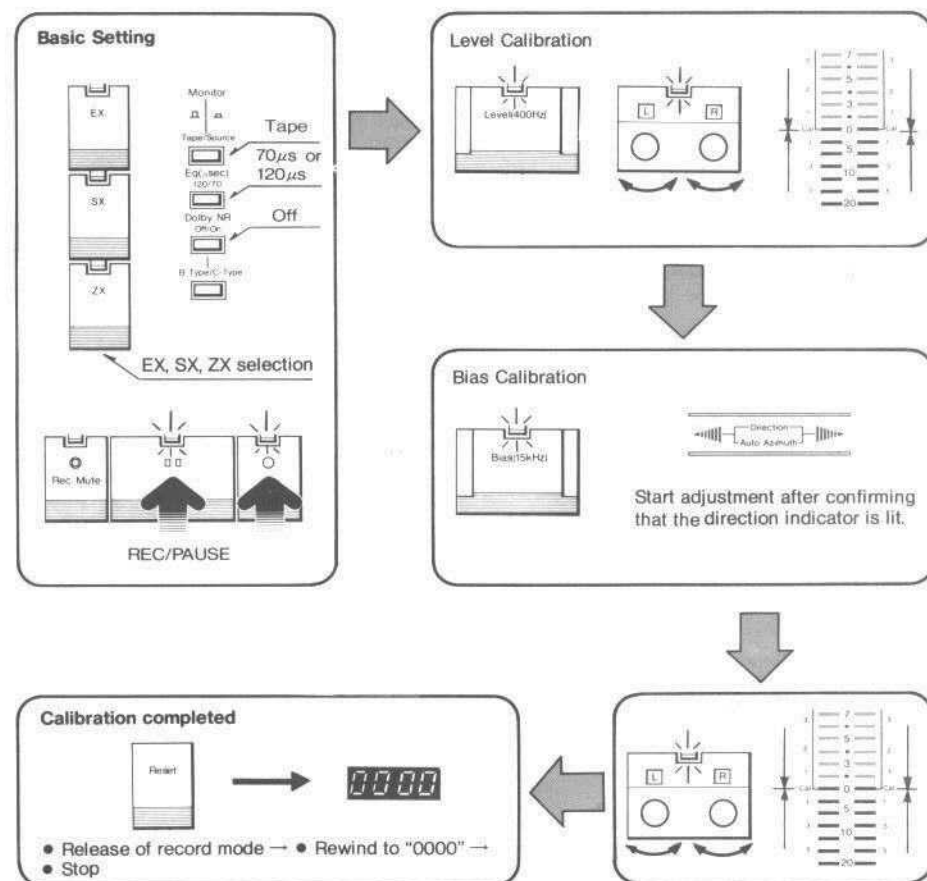 Basic Setting
EX
SX
ZX
Monitor
Tape/Source
Tape
Eq(μsec)
120/70
70μs or
120μs
Dolby NR
Off/On
Off
B Type/C-Type
EX, SX, ZX selection
Rec Mute
REC/PAUSE
Level Calibration
Level(400Hz)
L R
7
5
3
0
Cal Cal
5
10
20
Bias Calibration
Bias(15kHz)
Direction
Auto Azimuth
Start adjustment after confirming
that the direction indicator is lit.
L R
7
5
3
0
Cal Cal
5
10
20
Calibration completed
Reset
0000
● Release of record mode → ● Rewind to "0000" →
● Stop